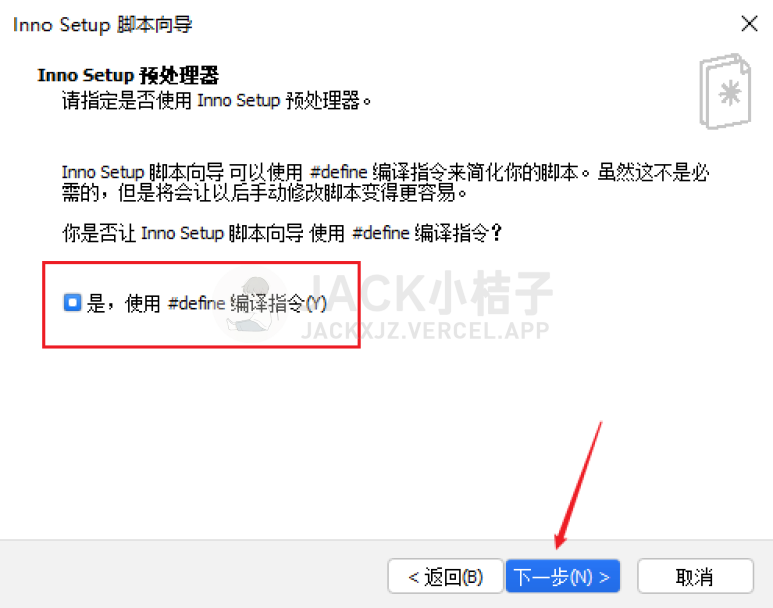 Inno Setup 脚本向导
Inno Setup 预处理器
请指定是否使用 Inno Setup 预处理器。
Inno Setup 脚本向导 可以使用 #define 编译指令来简化你的脚本。虽然这不是必
需的，但是将会让以后手动修改脚本变得更容易。
你是否让 Inno Setup 脚本向导 使用 #define 编译指令？
是，使用 #define 编译指令(Y)
JACK小桔子
JACKXJZ.VERCEL.APP
< 返回(B)
下一步(N) >
取消